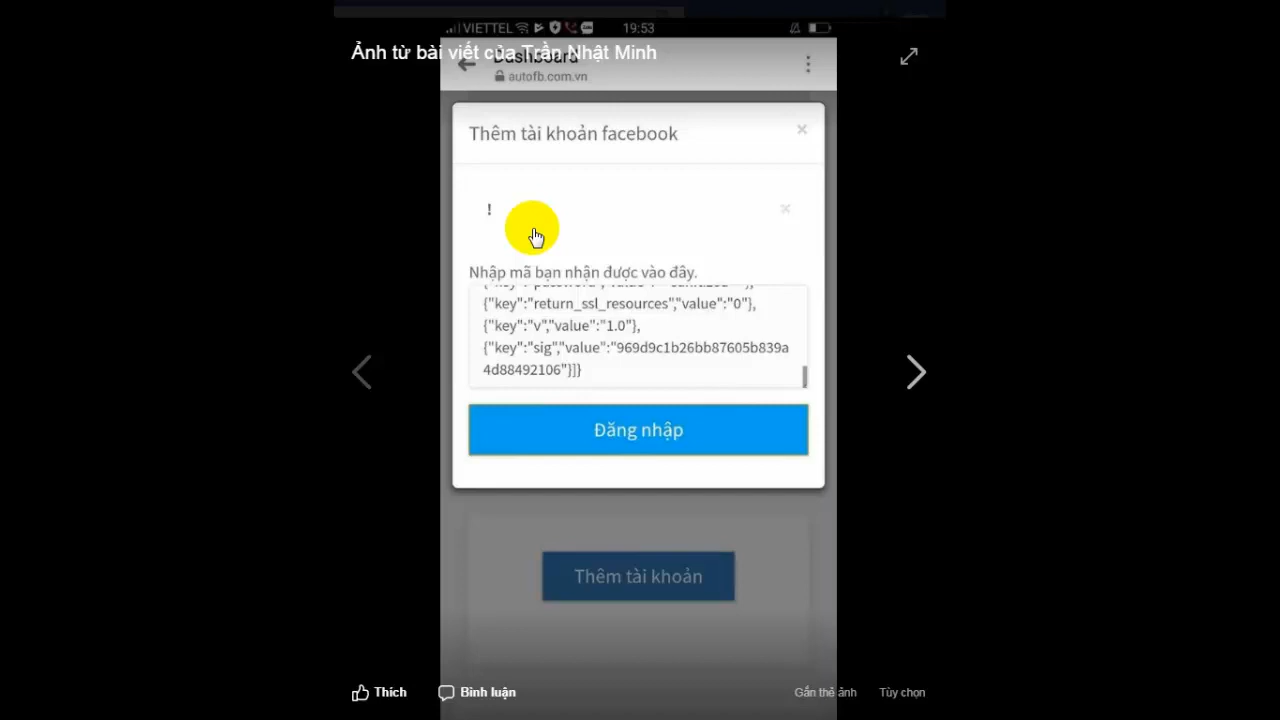 VIETTEL 19:53
Ảnh từ bài viết của Trần Nhật Minh
Dashboard
autofb.com.vn
Thêm tài khoản facebook
×
!
×
Nhập mã bạn nhận được vào đây.
{"key":"return_ssl_resources","value":"0"},
{"key":"v","value":"1.0"},
{"key":"sig","value":"969d9c1b26bb87605b839a
4d88492106"}]}
Đăng nhập
Thêm tài khoản
Thích Bình luận Gắn thẻ ảnh Tùy chọn